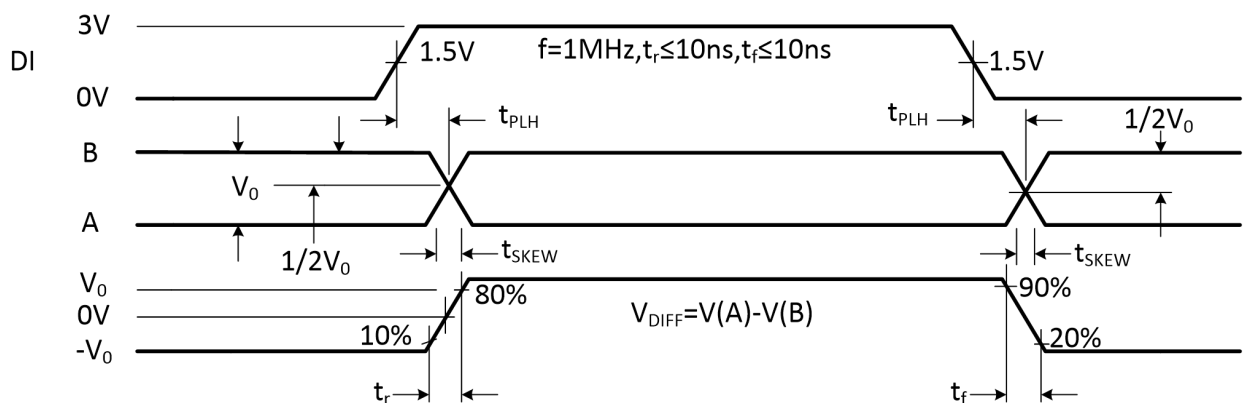 3V
DI
1.5V
f=1MHz,tr≤10ns,tf≤10ns
1.5V
0V
tPLH
tPLH
1/2V0
B
V0
A
1/2V0
tSKEW
tSKEW
V0
80%
90%
0V
VDIFF=V(A)-V(B)
10%
20%
-V0
tr
tf